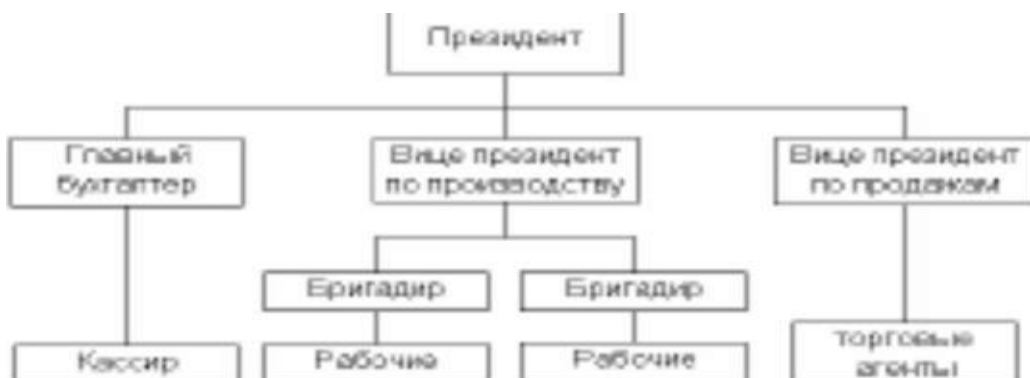 Президент
Главный
бухгалтер
Вице президент
по производству
Вице президент
по продажам
Бригадир
Бригадир
Кассир
Рабочие
Рабочие
торговые
агенты